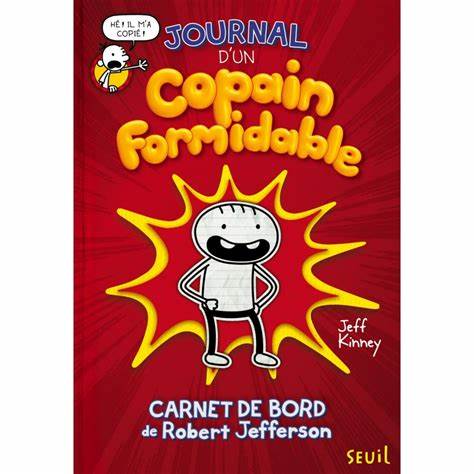 HÉ! IL M'A
COPIÉ!
JOURNAL
D'UN
Copain
Formidable
Jeff
Kinney
CARNET DE BORD
de Robert Jefferson
SEUIL